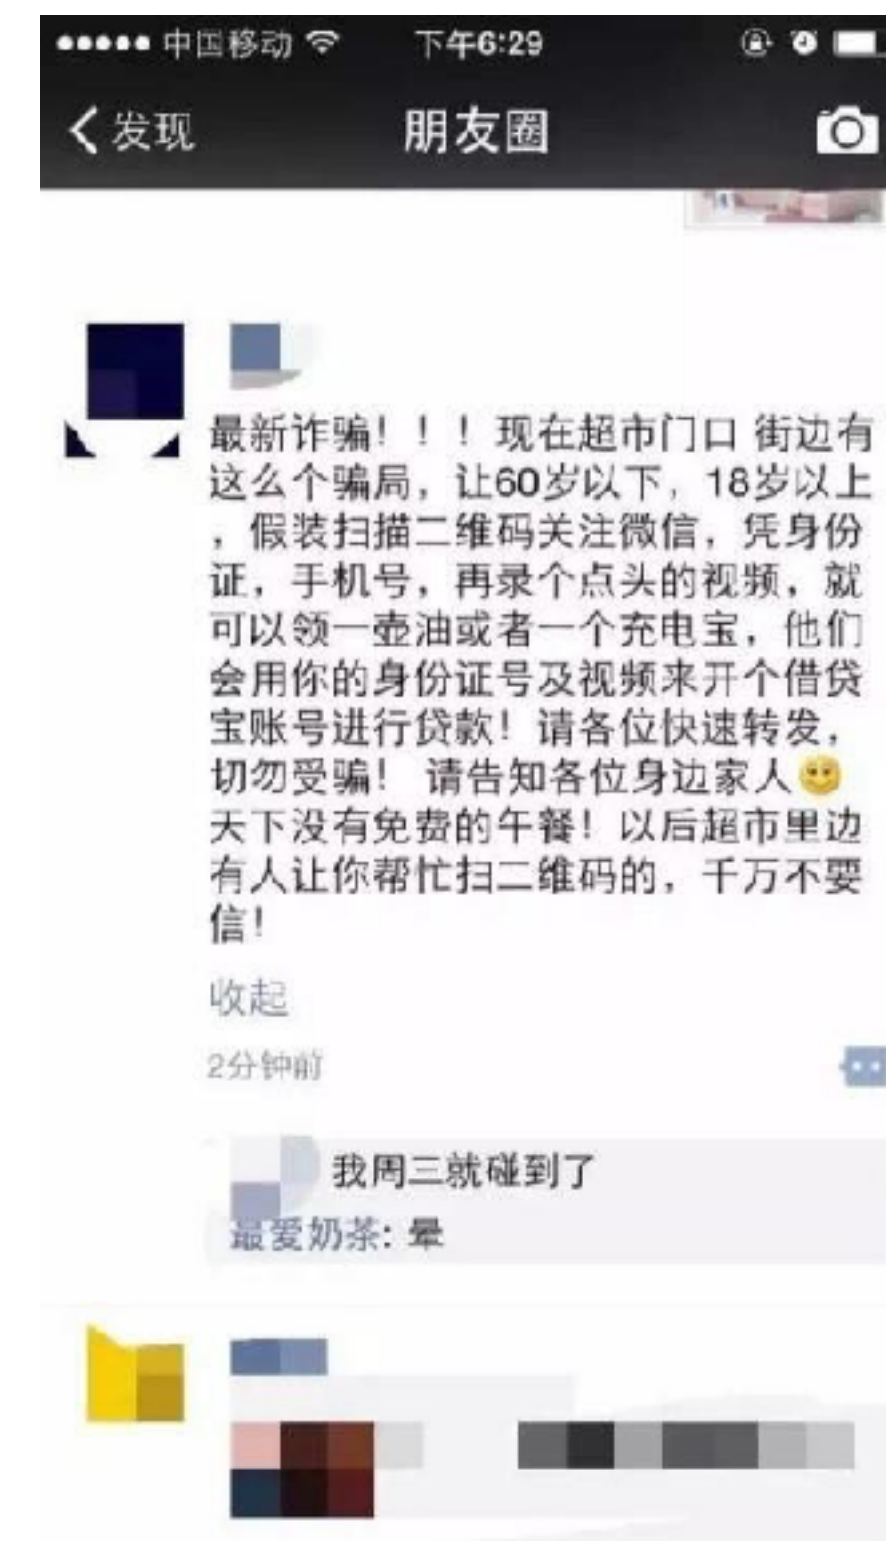 中国移动 下午6:29
发现 朋友圈
最新诈骗！！！现在超市门口 街边有
这么个骗局，让60岁以下，18岁以上
，假装扫描二维码关注微信，凭身份
证，手机号，再录个点头的视频，就
可以领一壶油或者一个充电宝，他们
会用你的身份证号及视频来开个借贷
宝账号进行贷款！请各位快速转发，
切勿受骗！ 请告知各位身边家人
天下没有免费的午餐！以后超市里边
有人让你帮忙扫二维码的，千万不要
信！
收起
2分钟前
我周三就碰到了
最爱奶茶: 晕